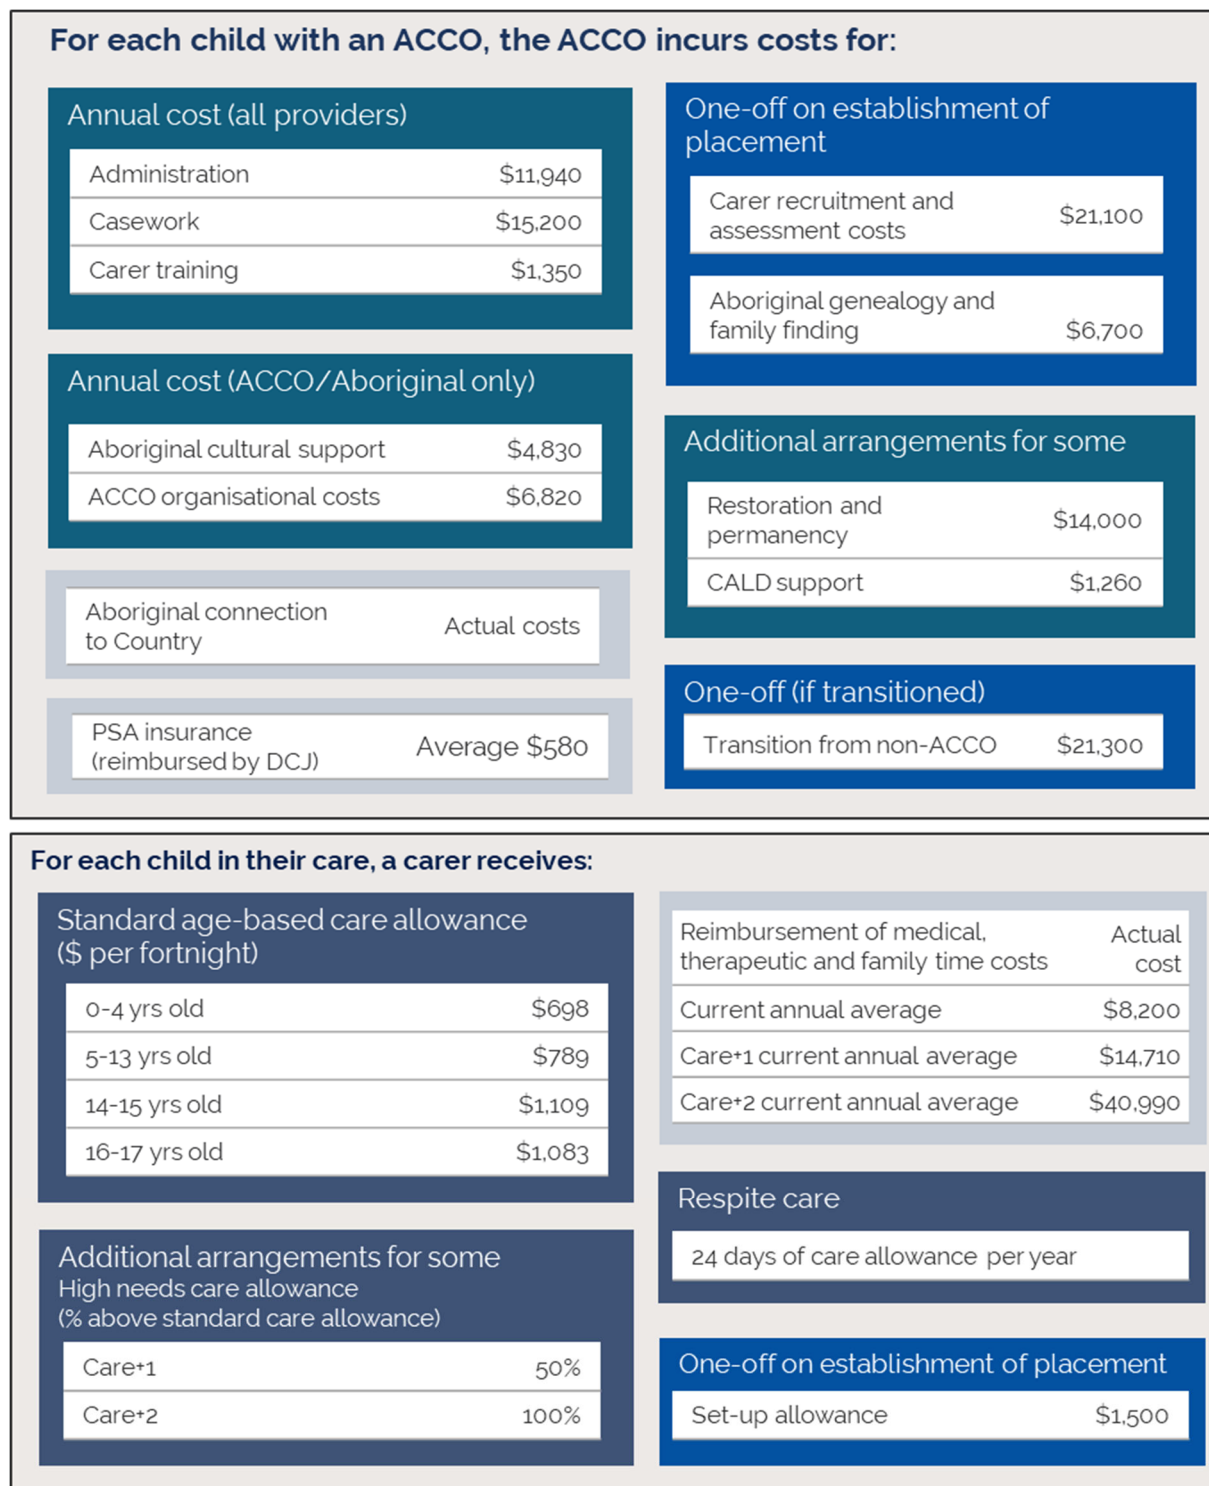 For each child with an ACCO, the ACCO incurs costs for:
Annual cost (all providers)
Administration $11,940
Casework $15,200
Carer training $1,350
Annual cost (ACCO/Aboriginal only)
Aboriginal cultural support $4,830
ACCO organisational costs $6,820
Aboriginal connection
to Country
Actual costs
PSA insurance
(reimbursed by DCJ)
Average $580
One-off on establishment of
placement
Carer recruitment and
assessment costs
$21,100
Aboriginal genealogy and
family finding $6,700
Additional arrangements for some
Restoration and
permanency
$14,000
CALD support $1,260
One-off (if transitioned)
Transition from non-ACCO $21,300
For each child in their care, a carer receives:
Standard age-based care allowance
($ per fortnight)
0-4 yrs old $698
5-13 yrs old $789
14-15 yrs old $1,109
16-17 yrs old $1,083
Additional arrangements for some
High needs care allowance
(% above standard care allowance)
Care+1 50%
Care+2 100%
Reimbursement of medical, Actual
therapeutic and family time costs cost
Current annual average $8,200
Care+1 current annual average $14,710
Care+2 current annual average $40,990
Respite care
24 days of care allowance per year
One-off on establishment of placement
Set-up allowance $1,500